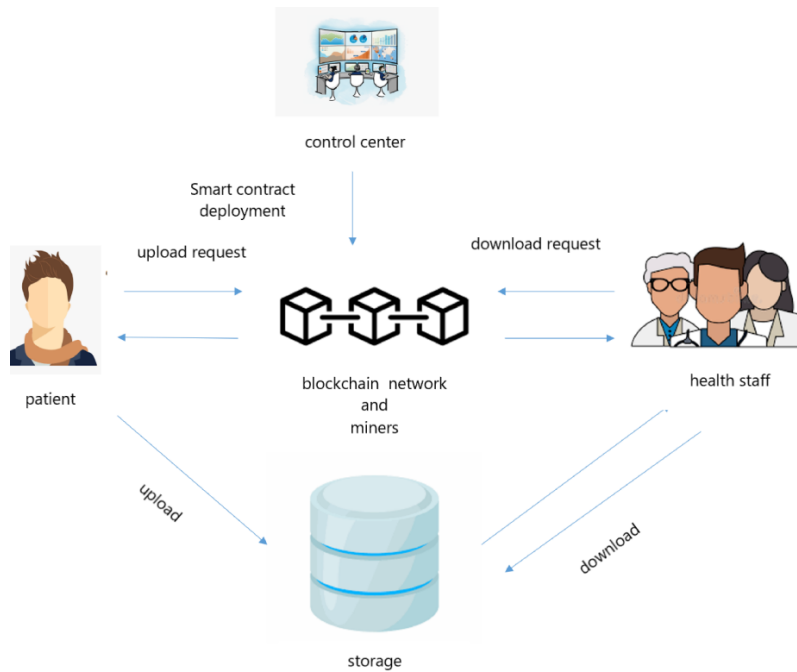 control center
Smart contract
deployment
upload request
download request
blockchain network
and
miners
patient
health staff
upload
download
storage